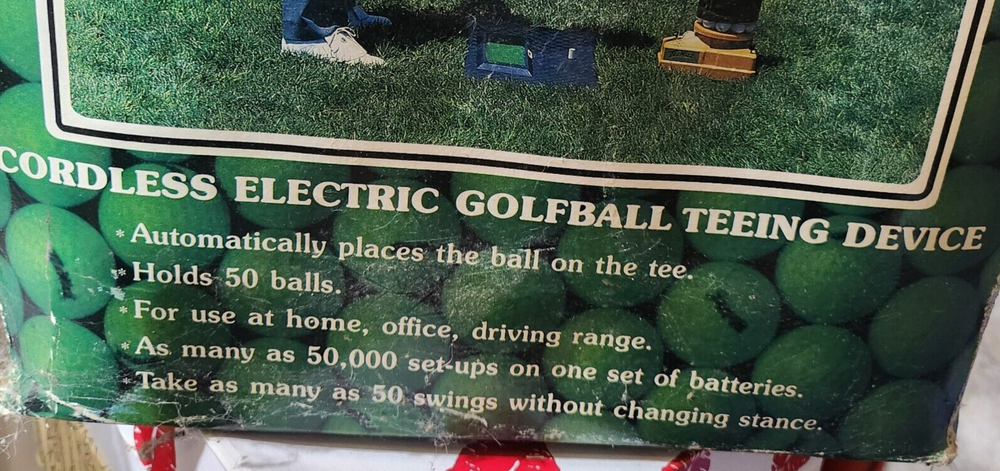 CORDLESS ELECTRIC GOLFBALL TEEING DEVICE
* Automatically places the ball on the tee.
* Holds 50 balls.
* For use at home, office, driving range.
* As many as 50,000 set-ups on one set of batteries.
* Take as many as 50 swings without changing stance.